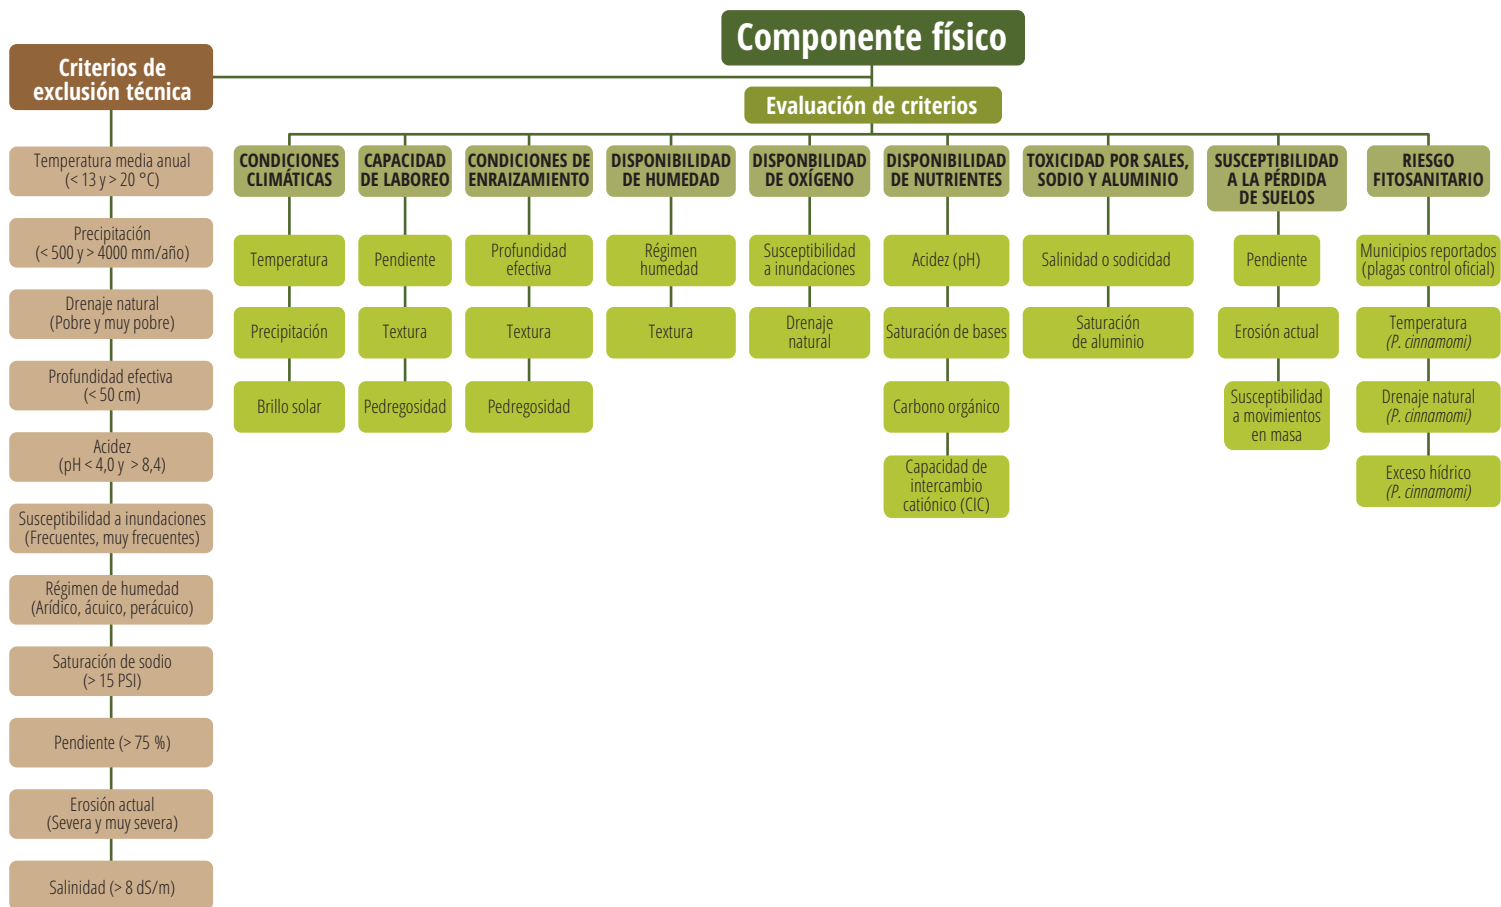 Componente físico
Criterios de
exclusión técnica
Temperatura media anual
(< 13 y > 20 °C)
Precipitación
(< 500 y > 4000 mm/año)
Drenaje natural
(Pobre y muy pobre)
Profundidad efectiva
(< 50 cm)
Acidez
(pH < 4,0 y > 8,4)
Susceptibilidad a inundaciones
(Frecuentes, muy frecuentes)
Régimen de humedad
(Arídico, ácuico, perácuico)
Saturación de sodio
(> 15 PSI)
Pendiente (> 75 %)
Erosión actual
(Severa y muy severa)
Salinidad (> 8 dS/m)
Evaluación de criterios
CONDICIONES
CLIMÁTICAS
Temperatura
Precipitación
Brillo solar
CAPACIDAD
DE LABOREO
Pendiente
Textura
Pedregosidad
CONDICIONES DE
ENRAIZAMIENTO
Profundidad
efectiva
Textura
Pedregosidad
DISPONIBILIDAD
DE HUMEDAD
Régimen
humedad
Textura
DISPONBILIDAD
DE OXÍGENO
Susceptibilidad
a inundaciones
Drenaje
natural
DISPONIBILIDAD
DE NUTRIENTES
Acidez (pH)
Saturación de bases
Carbono orgánico
Capacidad de
intercambio
catiónico (CIC)
TOXICIDAD POR SALES,
SODIO Y ALUMINIO
Salinidad o sodicidad
Saturación
de aluminio
SUSCEPTIBILIDAD
A LA PÉRDIDA
DE SUELOS
Pendiente
Erosión actual
Susceptibilidad
a movimientos
en masa
RIESGO
FITOSANITARIO
Municipios reportados
(plagas control oficial)
Temperatura
(P. cinnamomi)
Drenaje natural
(P. cinnamomi)
Exceso hídrico
(P. cinnamomi)